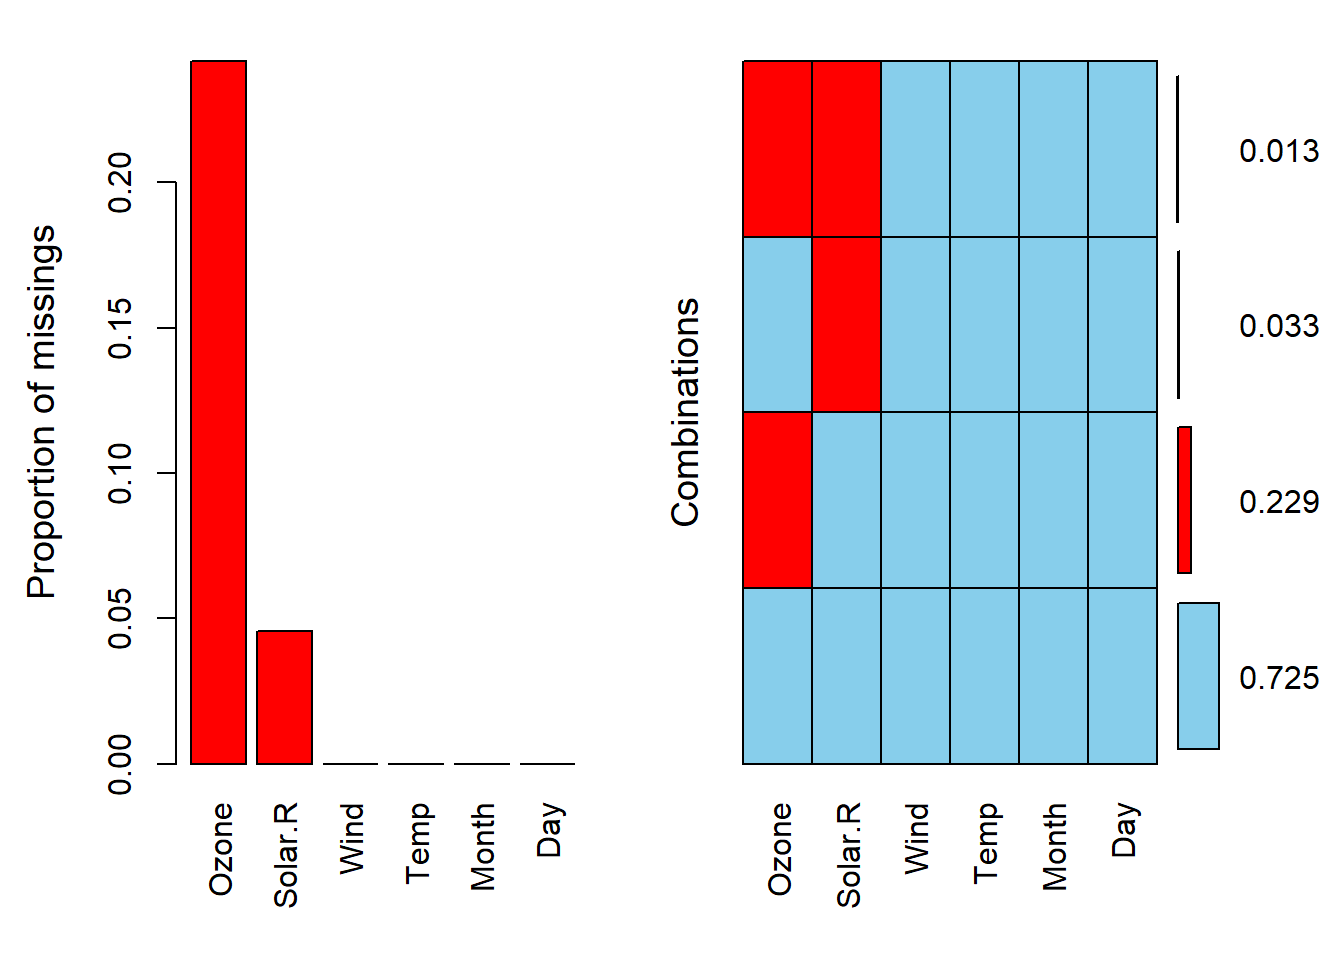 Proportion of missings
0.00
0.05
0.10
0.15
0.20
Ozone
Solar.R
Wind
Temp
Month
Day
Combinations
Ozone
Solar.R
Wind
Temp
Month
Day
0.013
0.033
0.229
0.725